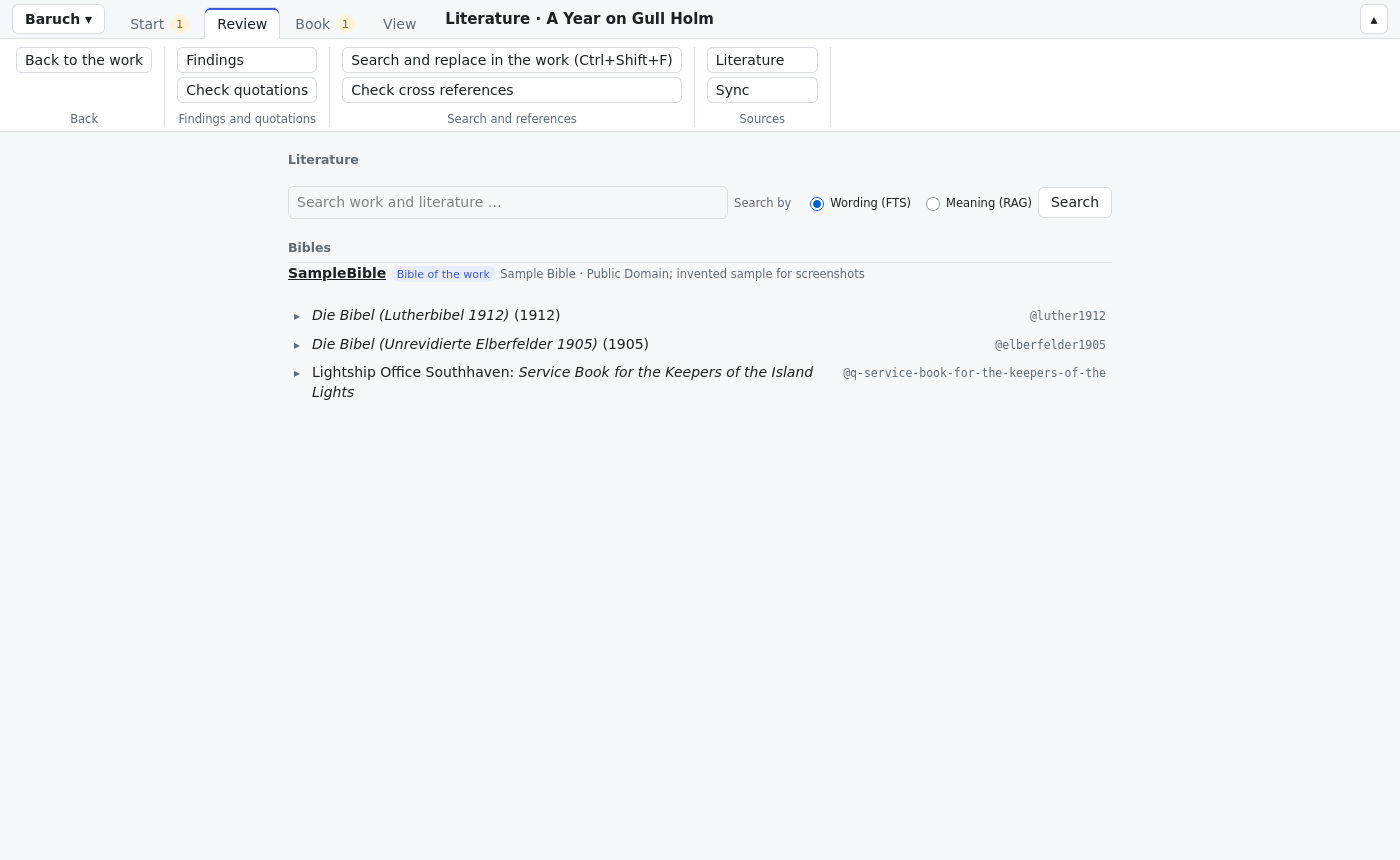 Baruch ▾ Start 1 Review Book 1 View Literature · A Year on Gull Holm ▴
Back to the work Findings Search and replace in the work (Ctrl+Shift+F) Literature
Check quotations Check cross references Sync
Back Findings and quotations Search and references Sources
Literature
Search work and literature … Search by Wording (FTS) Meaning (RAG) Search
Bibles
SampleBible Bible of the work Sample Bible · Public Domain; invented sample for screenshots
▸ Die Bibel (Lutherbibel 1912) (1912) @luther1912
▸ Die Bibel (Unrevidierte Elberfelder 1905) (1905) @elberfelder1905
▸ Lightship Office Southhaven: Service Book for the Keepers of the Island @q-service-book-for-the-keepers-of-the
Lights